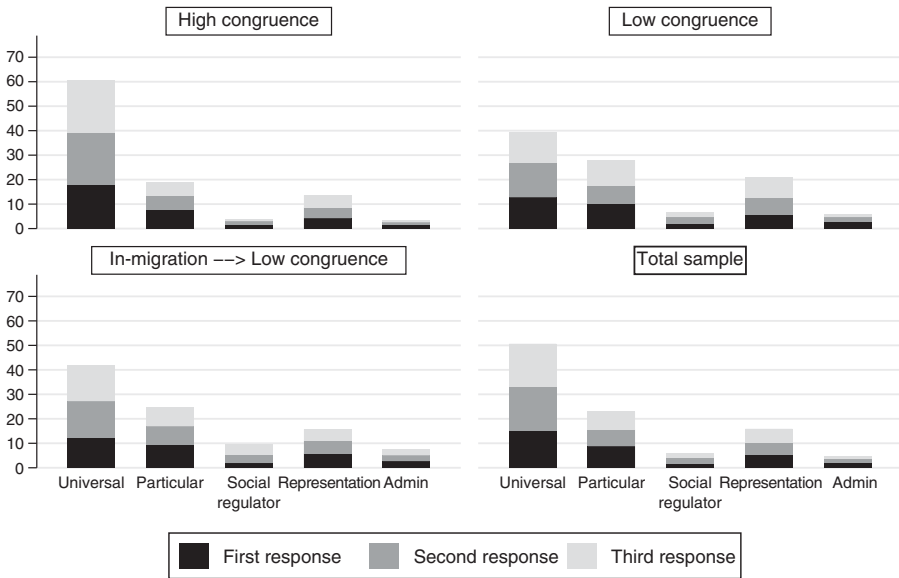 High congruence
Low congruence
70
60
50
40
30
20
10
0
In-migration --> Low congruence
Total sample
70
60
50
40
30
20
10
0
Universal Particular Social regulator Representation Admin
Universal Particular Social regulator Representation Admin
First response Second response Third response